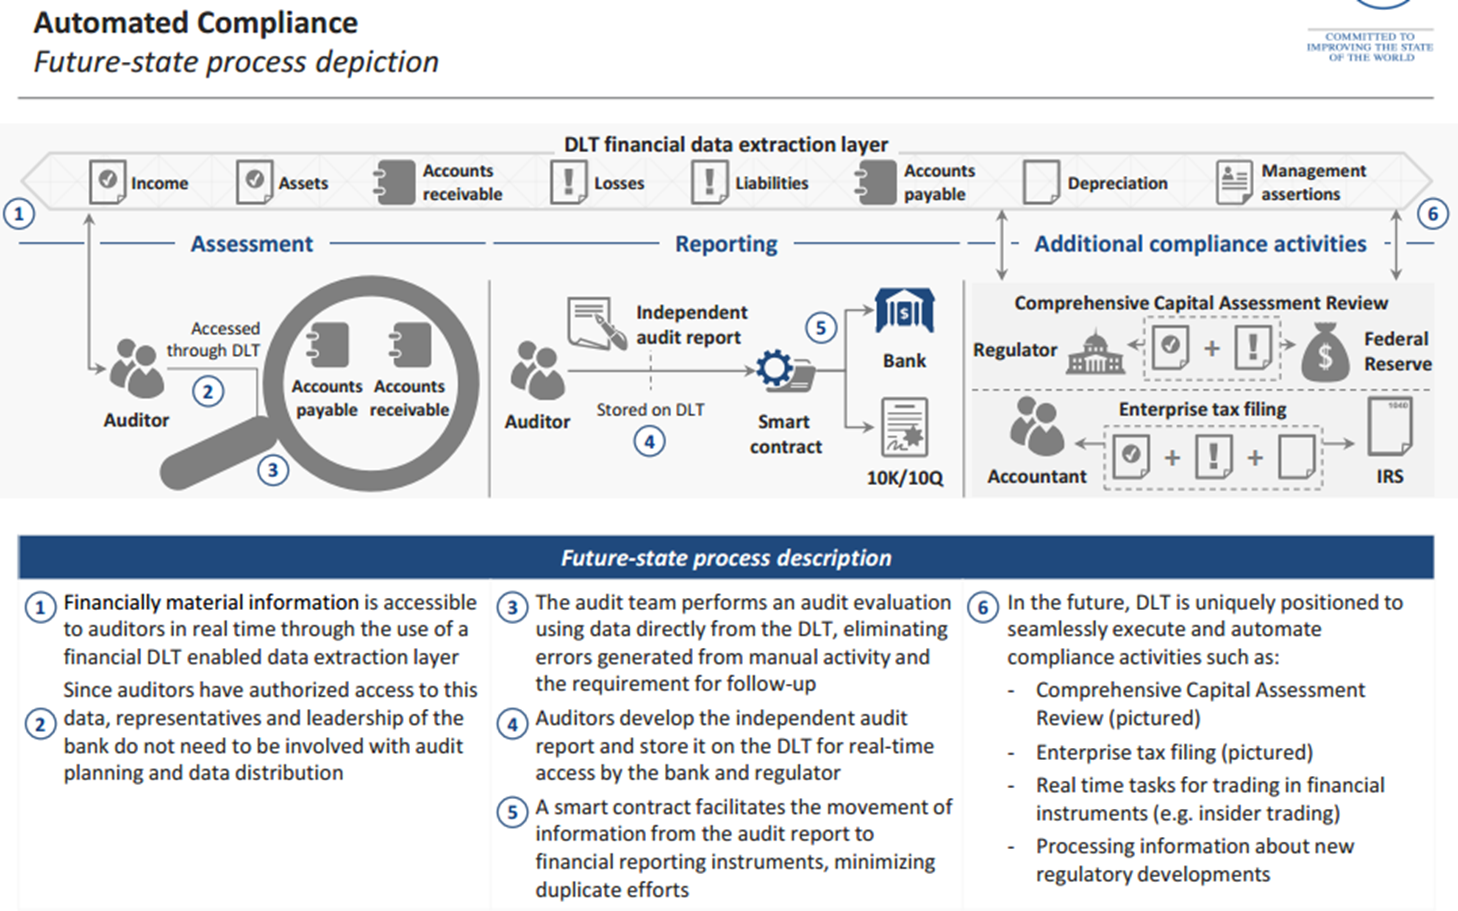 Automated Compliance
Future-state process depiction
COMMITTED TO
IMPROVING THE STATE
OF THE WORLD
DLT financial data extraction layer
Income
Assets
Accounts
receivable
Losses
Liabilities
Accounts
payable
Depreciation
Management
assertions
1
6
Assessment
Reporting
Additional compliance activities
Accessed
through DLT
2
Auditor
Accounts
payable
Accounts
receivable
3
Independent
audit report
Auditor
Stored on DLT
4
Smart
contract
5
$
Bank
10K/10Q
Comprehensive Capital Assessment Review
Regulator
+
$
Federal
Reserve
Enterprise tax filing
Accountant
+
+
1040
IRS
Future-state process description
1 Financially material information is accessible
to auditors in real time through the use of a
financial DLT enabled data extraction layer
Since auditors have authorized access to this
2 data, representatives and leadership of the
bank do not need to be involved with audit
planning and data distribution
3 The audit team performs an audit evaluation
using data directly from the DLT, eliminating
errors generated from manual activity and
the requirement for follow-up
4 Auditors develop the independent audit
report and store it on the DLT for real-time
access by the bank and regulator
5 A smart contract facilitates the movement of
information from the audit report to
financial reporting instruments, minimizing
duplicate efforts
6 In the future, DLT is uniquely positioned to
seamlessly execute and automate
compliance activities such as:
- Comprehensive Capital Assessment
Review (pictured)
- Enterprise tax filing (pictured)
- Real time tasks for trading in financial
instruments (e.g. insider trading)
- Processing information about new
regulatory developments